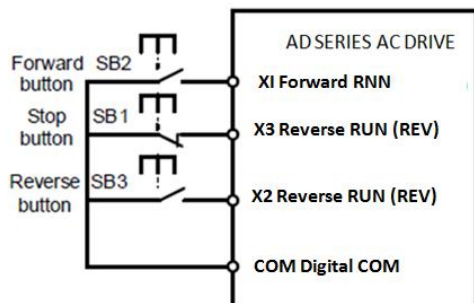 AD SERIES AC DRIVE
Forward button SB2
XI Forward RNN
Stop button SB1
X3 Reverse RUN (REV)
Reverse button SB3
X2 Reverse RUN (REV)
COM Digital COM